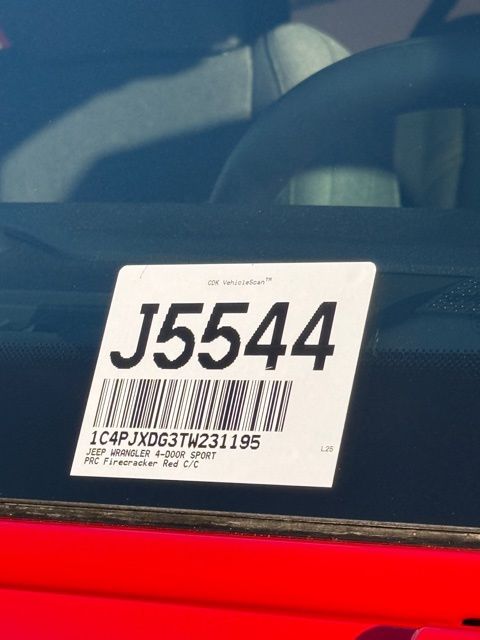 CDK VehicleScan™
J5544
1C4PJXDG3TW231195
JEEP WRANGLER 4-DOOR SPORT
PRC Firecracker Red C/C
L25